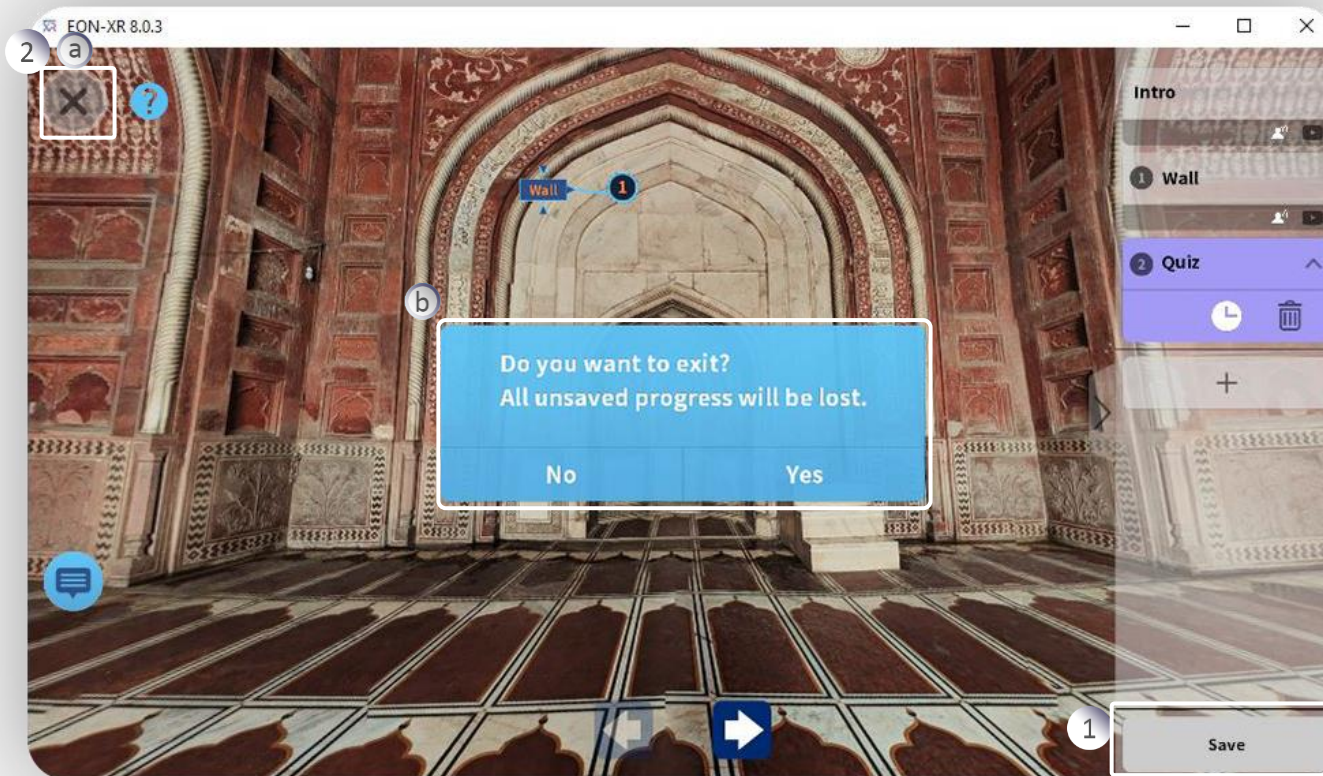 EON-XR 8.0.3
2 a
?
Intro
Wall 1
1 Wall
2 Quiz
b
Do you want to exit?
All unsaved progress will be lost.
No Yes
+
1
Save